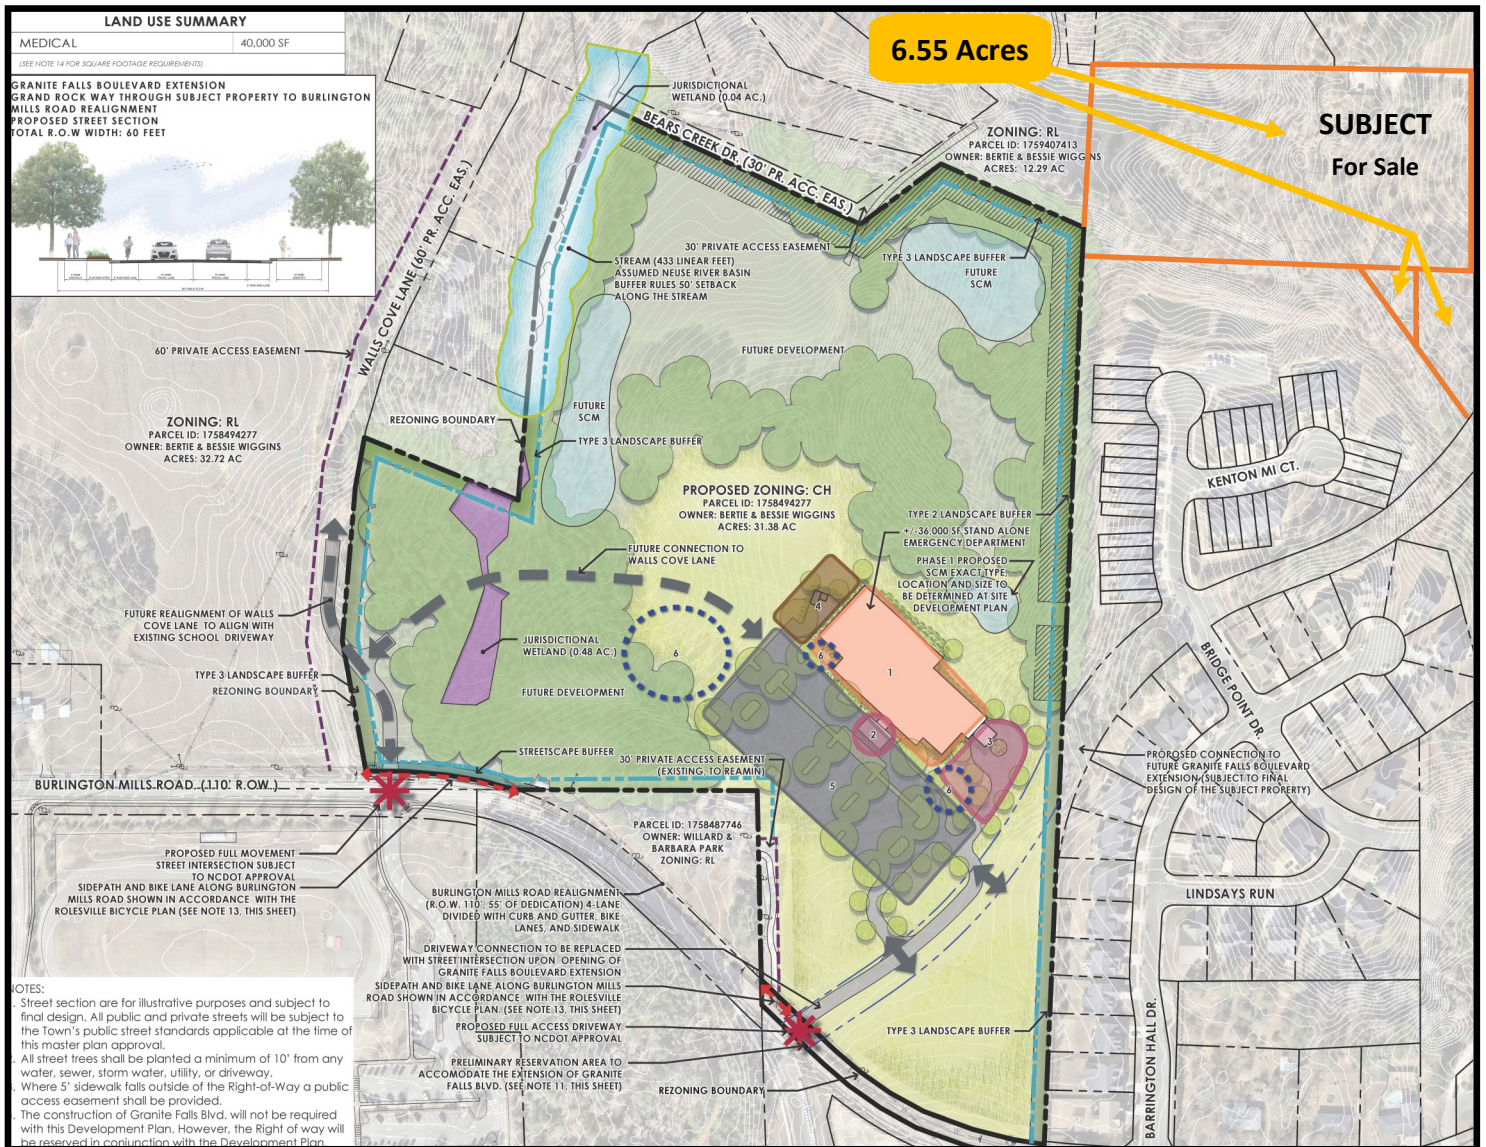 LAND USE SUMMARY
MEDICAL 40,000 SF
(SEE NOTE 14 FOR SQUARE FOOTAGE REQUIREMENTS)
GRANITE FALLS BOULEVARD EXTENSION
GRAND ROCK WAY THROUGH SUBJECT PROPERTY TO BURLINGTON
MILLS ROAD REALIGNMENT
PROPOSED STREET SECTION
TOTAL R.O.W WIDTH: 60 FEET
6.55 Acres
SUBJECT
For Sale
JURISDICTIONAL
WETLAND (0.04 AC.)
BEARS CREEK DR. (30' PR. ACC. EAS.)
ZONING: RL
PARCEL ID: 1759407413
OWNER: BERTIE & BESSIE WIGGINS
ACRES: 12.29 AC
WALLS COVE LANE (60' PR. ACC. EAS.)
30' PRIVATE ACCESS EASEMENT
TYPE 3 LANDSCAPE BUFFER
FUTURE
SCM
STREAM (433 LINEAR FEET)
ASSUMED NEUSE RIVER BASIN
BUFFER RULES 50' SETBACK
ALONG THE STREAM
60' PRIVATE ACCESS EASEMENT
FUTURE DEVELOPMENT
FUTURE
SCM
REZONING BOUNDARY
TYPE 3 LANDSCAPE BUFFER
ZONING: RL
PARCEL ID: 1758494277
OWNER: BERTIE & BESSIE WIGGINS
ACRES: 32.72 AC
PROPOSED ZONING: CH
PARCEL ID: 1758494277
OWNER: BERTIE & BESSIE WIGGINS
ACRES: 31.38 AC
KENTON MI CT.
TYPE 2 LANDSCAPE BUFFER
+/-36,000 SF STAND ALONE
EMERGENCY DEPARTMENT
PHASE 1 PROPOSED
SCM EXACT TYPE,
LOCATION AND SIZE TO
BE DETERMINED AT SITE
DEVELOPMENT PLAN
FUTURE CONNECTION TO
WALLS COVE LANE
FUTURE REALIGNMENT OF WALLS
COVE LANE TO ALIGN WITH
EXISTING SCHOOL DRIVEWAY
JURISDICTIONAL
WETLAND (0.48 AC.)
4
6
6
1
2
3
5
6
TYPE 3 LANDSCAPE BUFFER
REZONING BOUNDARY
FUTURE DEVELOPMENT
BRIDGE POINT DR.
STREETSCAPE BUFFER
30' PRIVATE ACCESS EASEMENT
(EXISTING, TO REAMIN)
BURLINGTON MILLS ROAD (110' R.OW.)
PROPOSED CONNECTION TO
FUTURE GRANITE FALLS BOULEVARD
EXTENSION (SUBJECT TO FINAL
DESIGN OF THE SUBJECT PROPERTY)
PARCEL ID: 1758487746
OWNER: WILLARD &
BARBARA PARK
ZONING: RL
PROPOSED FULL MOVEMENT
STREET INTERSECTION SUBJECT
TO NCDOT APPROVAL
SIDEPATH AND BIKE LANE ALONG BURLINGTON
MILLS ROAD SHOWN IN ACCORDANCE WITH THE
ROLESVILLE BICYCLE PLAN (SEE NOTE 13, THIS SHEET)
BURLINGTON MILLS ROAD REALIGNMENT
(R.O.W. 110', 55' OF DEDICATION) 4-LANE
DIVIDED WITH CURB AND GUTTER, BIKE
LANES, AND SIDEWALK
LINDSAYS RUN
DRIVEWAY CONNECTION TO BE REPLACED
WITH STREET INTERSECTION UPON OPENING OF
GRANITE FALLS BOULEVARD EXTENSION
SIDEPATH AND BIKE LANE ALONG BURLINGTON MILLS
ROAD SHOWN IN ACCORDANCE WITH THE ROLESVILLE
BICYCLE PLAN. (SEE NOTE 13, THIS SHEET)
PROPOSED FULL ACCESS DRIVEWAY
SUBJECT TO NCDOT APPROVAL
PRELIMINARY RESERVATION AREA TO
ACCOMODATE THE EXTENSION OF GRANITE
FALLS BLVD. (SEE NOTE 11, THIS SHEET)
REZONING BOUNDARY
TYPE 3 LANDSCAPE BUFFER
BARRINGTON HALL DR.
NOTES:
Street section are for illustrative purposes and subject to
final design. All public and private streets will be subject to
the Town's public street standards applicable at the time of
this master plan approval.
All street trees shall be planted a minimum of 10' from any
water, sewer, storm water, utility, or driveway.
Where 5' sidewalk falls outside of the Right-of-Way a public
access easement shall be provided.
The construction of Granite Falls Blvd. will not be required
with this Development Plan. However, the Right of way will
be reserved in conjunction with the Development Plan.